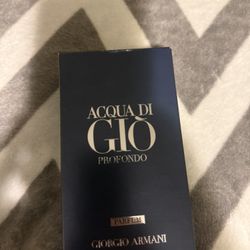 ACQUA DI
GIÒ
PROFONDO
PARFUM
GIORGIO ARMANI